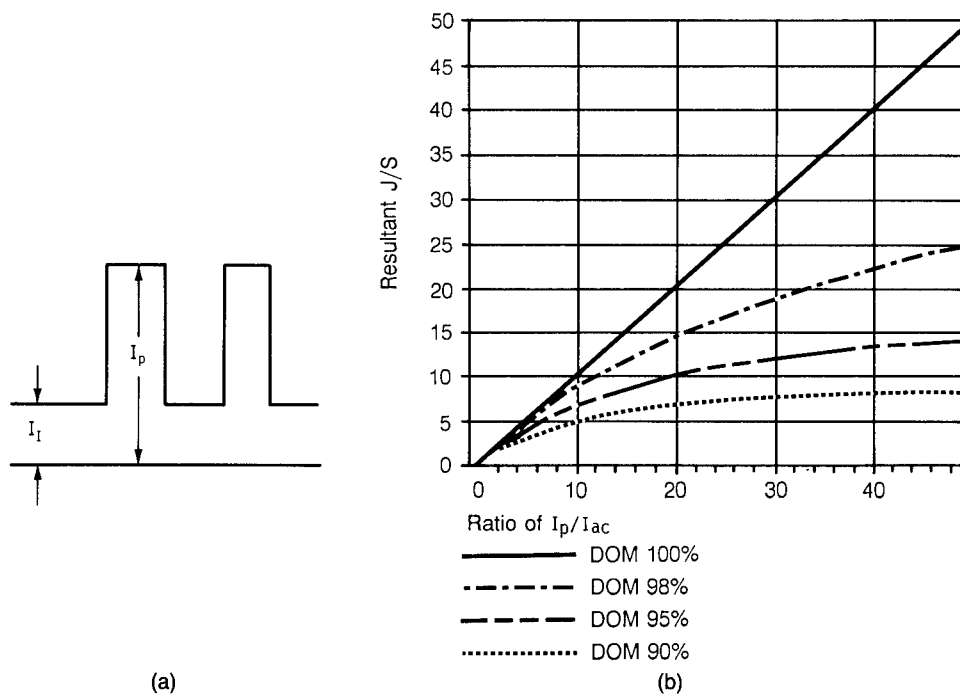 I_p
I_I
(a)
50
45
40
35
30
25
20
15
10
5
0
Resultant J/S
0 10 20 30 40
Ratio of I_p/I_ac
DOM 100%
DOM 98%
DOM 95%
DOM 90%
(b)